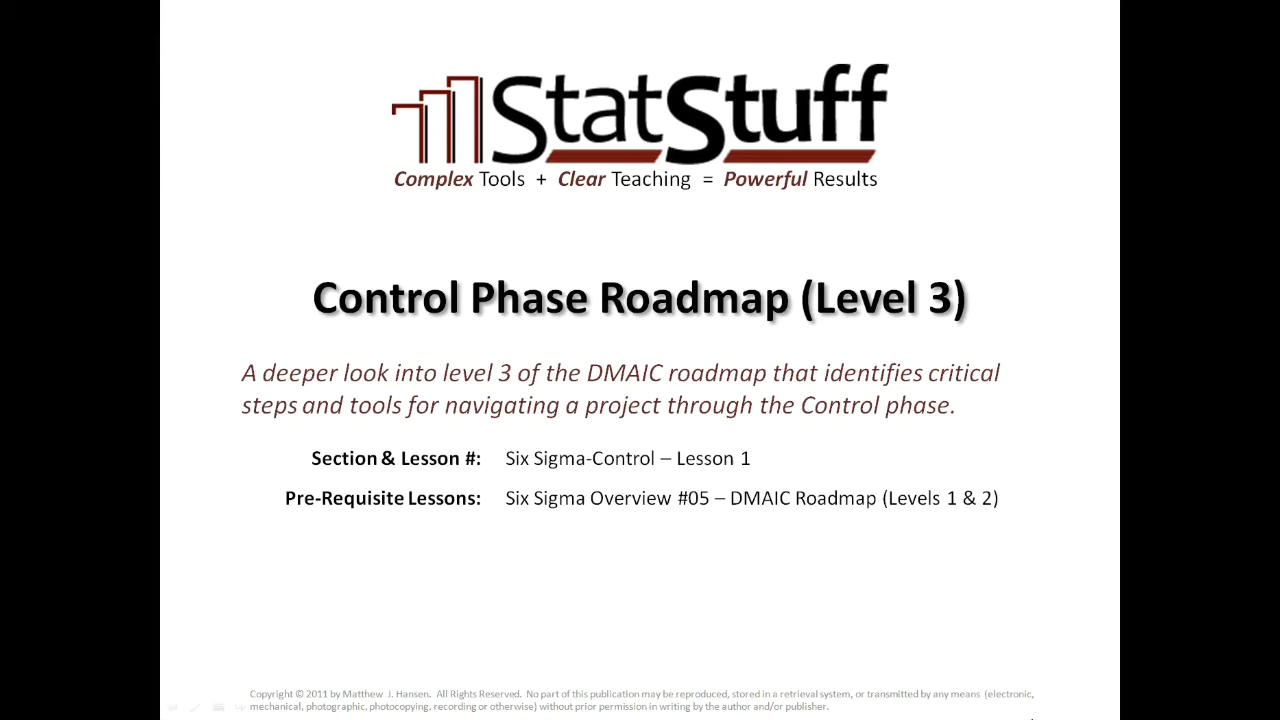 StatStuff
Complex Tools + Clear Teaching = Powerful Results
Control Phase Roadmap (Level 3)
A deeper look into level 3 of the DMAIC roadmap that identifies critical
steps and tools for navigating a project through the Control phase.
Section & Lesson #: Six Sigma-Control – Lesson 1
Pre-Requisite Lessons: Six Sigma Overview #05 – DMAIC Roadmap (Levels 1 & 2)
Copyright © 2011 by Matthew J. Hansen. All Rights Reserved. No part of this publication may be reproduced, stored in a retrieval system, or transmitted by any means (electronic,
mechanical, photographic, photocopying, recording or otherwise) without prior permission in writing by the author and/or publisher.